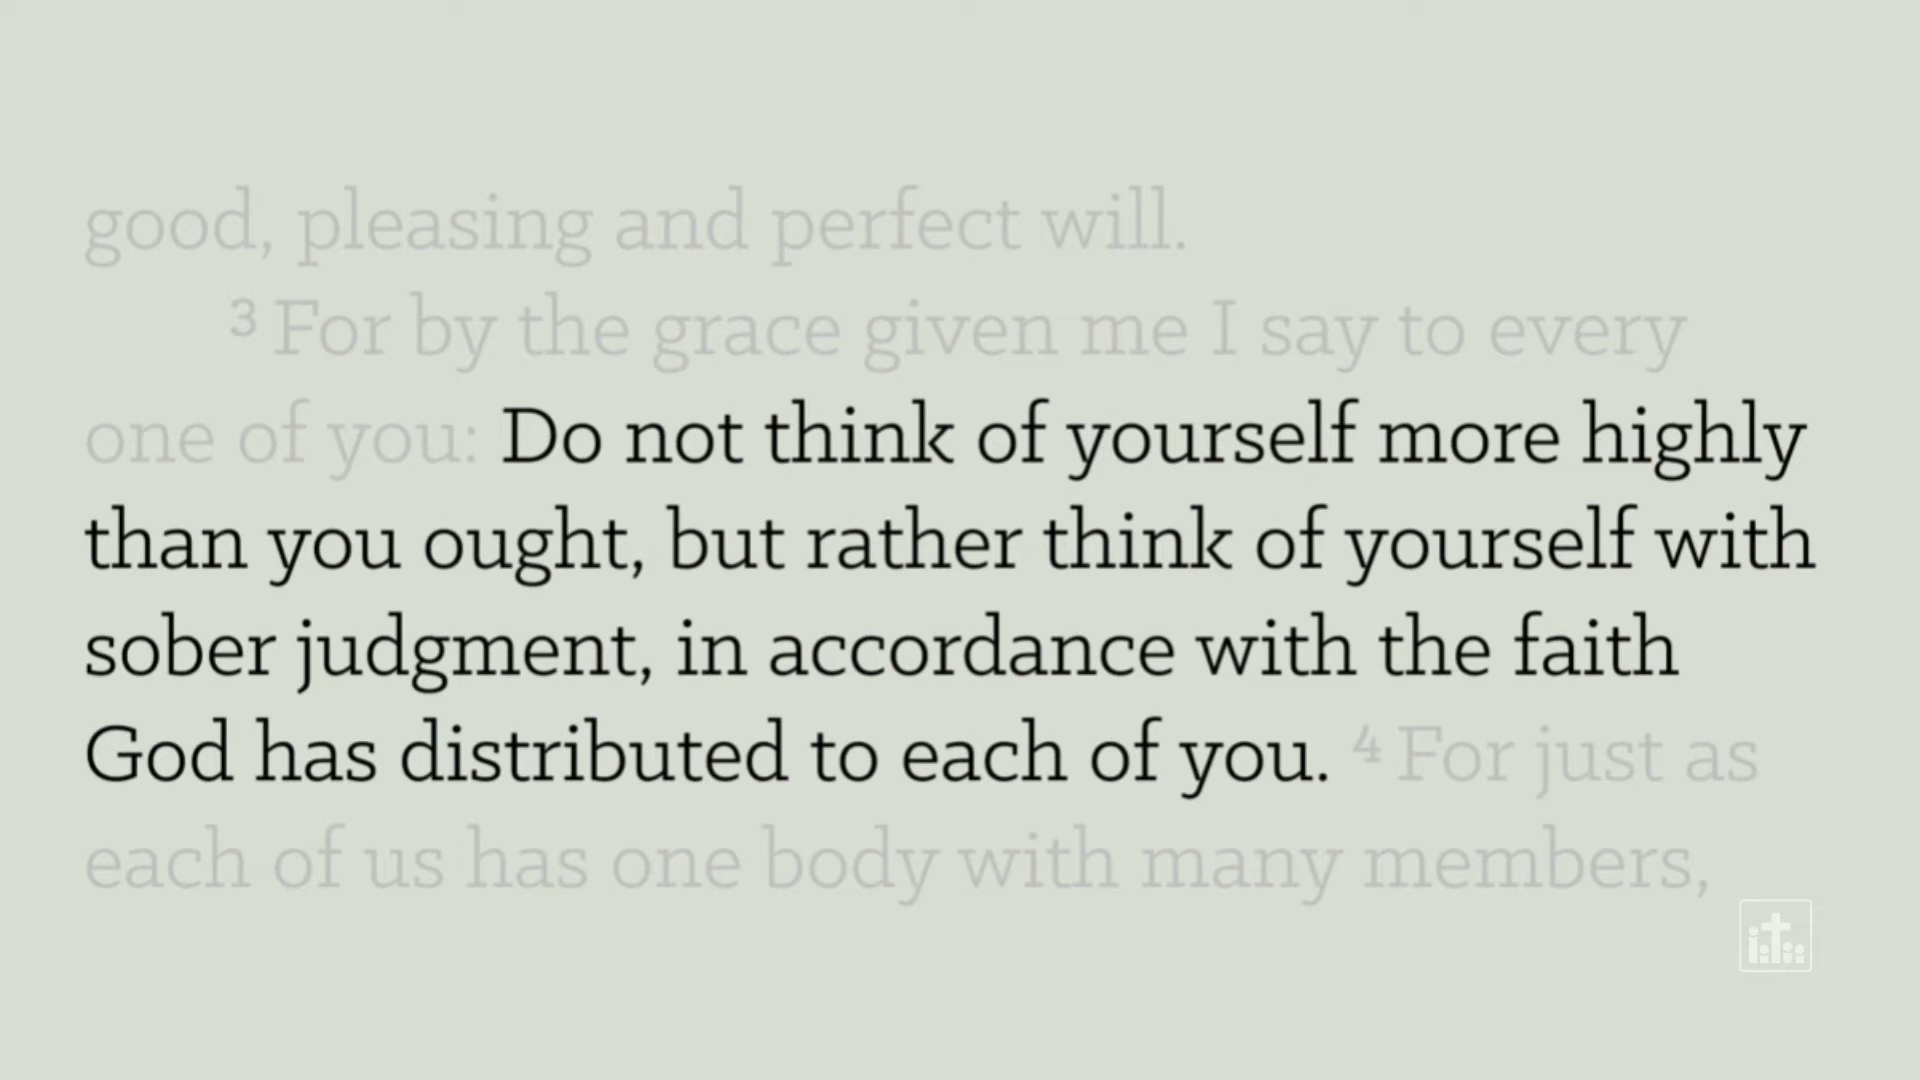 good, pleasing and perfect will.
³ For by the grace given me I say to every
one of you: Do not think of yourself more highly
than you ought, but rather think of yourself with
sober judgment, in accordance with the faith
God has distributed to each of you. ⁴ For just as
each of us has one body with many members,